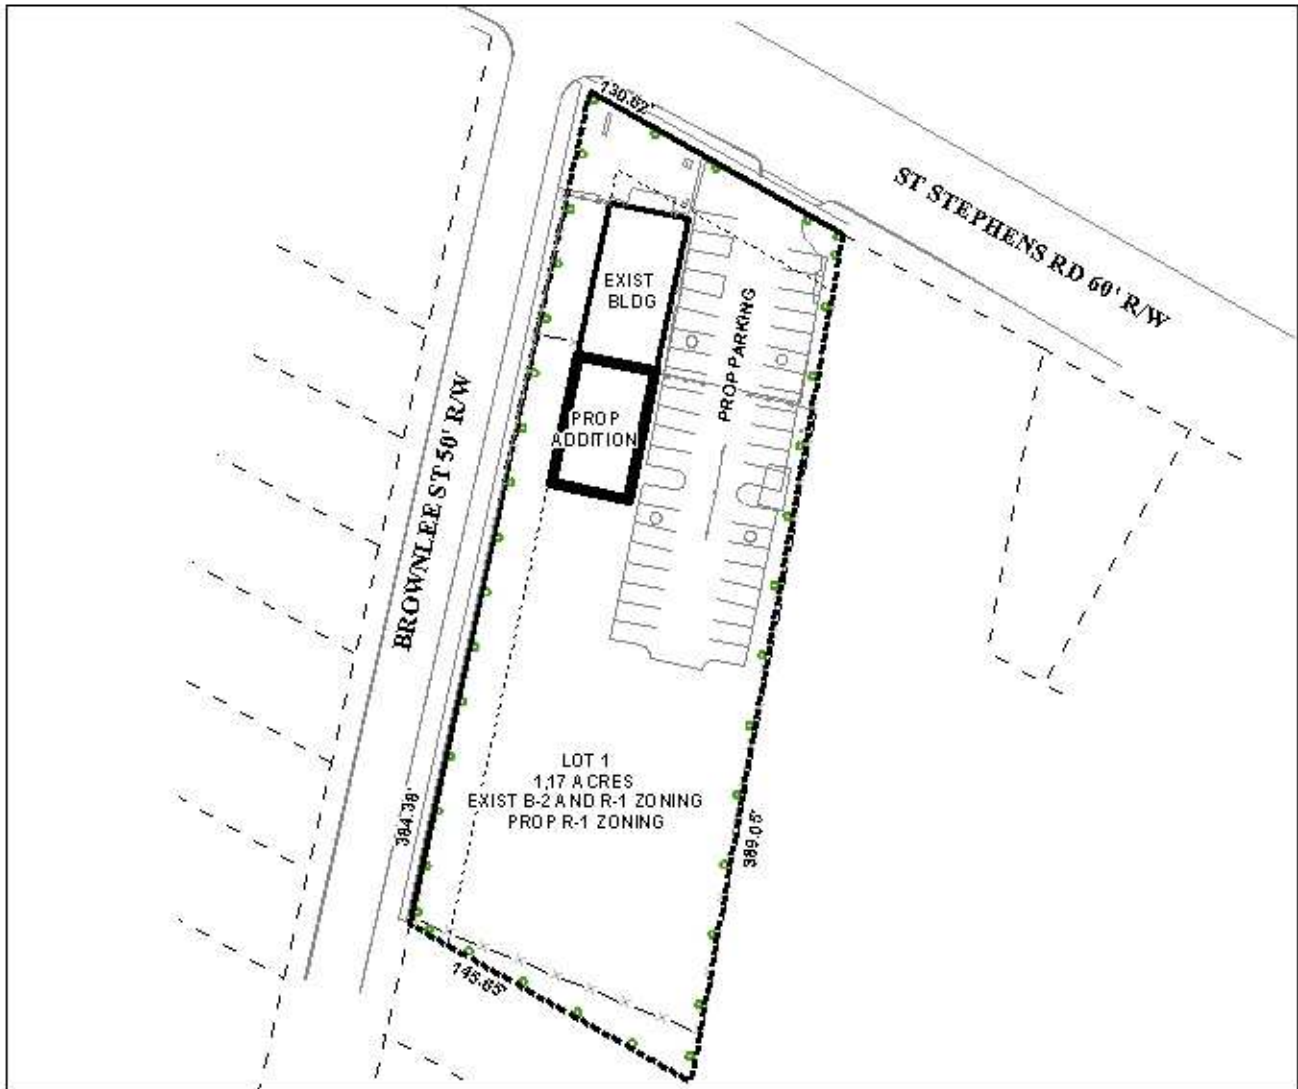 130.62'
ST STEPHENS RD 60' R/W
EXIST
BLDG
PROP PARKING
PROP
ADDITION
BROWNLEE ST 50' R/W
LOT 1
1.17 ACRES
EXIST B-2 AND R-1 ZONING
PROP R-1 ZONING
384.38'
389.05'
145.65'